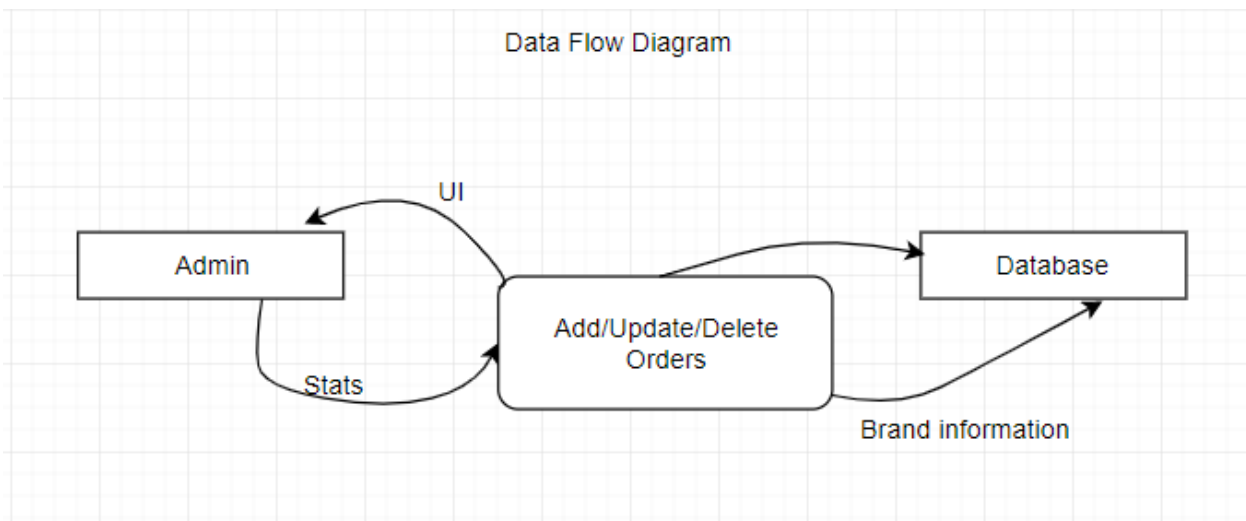 Data Flow Diagram
UI
Admin
Database
Add/Update/Delete
Orders
Stats
Brand information